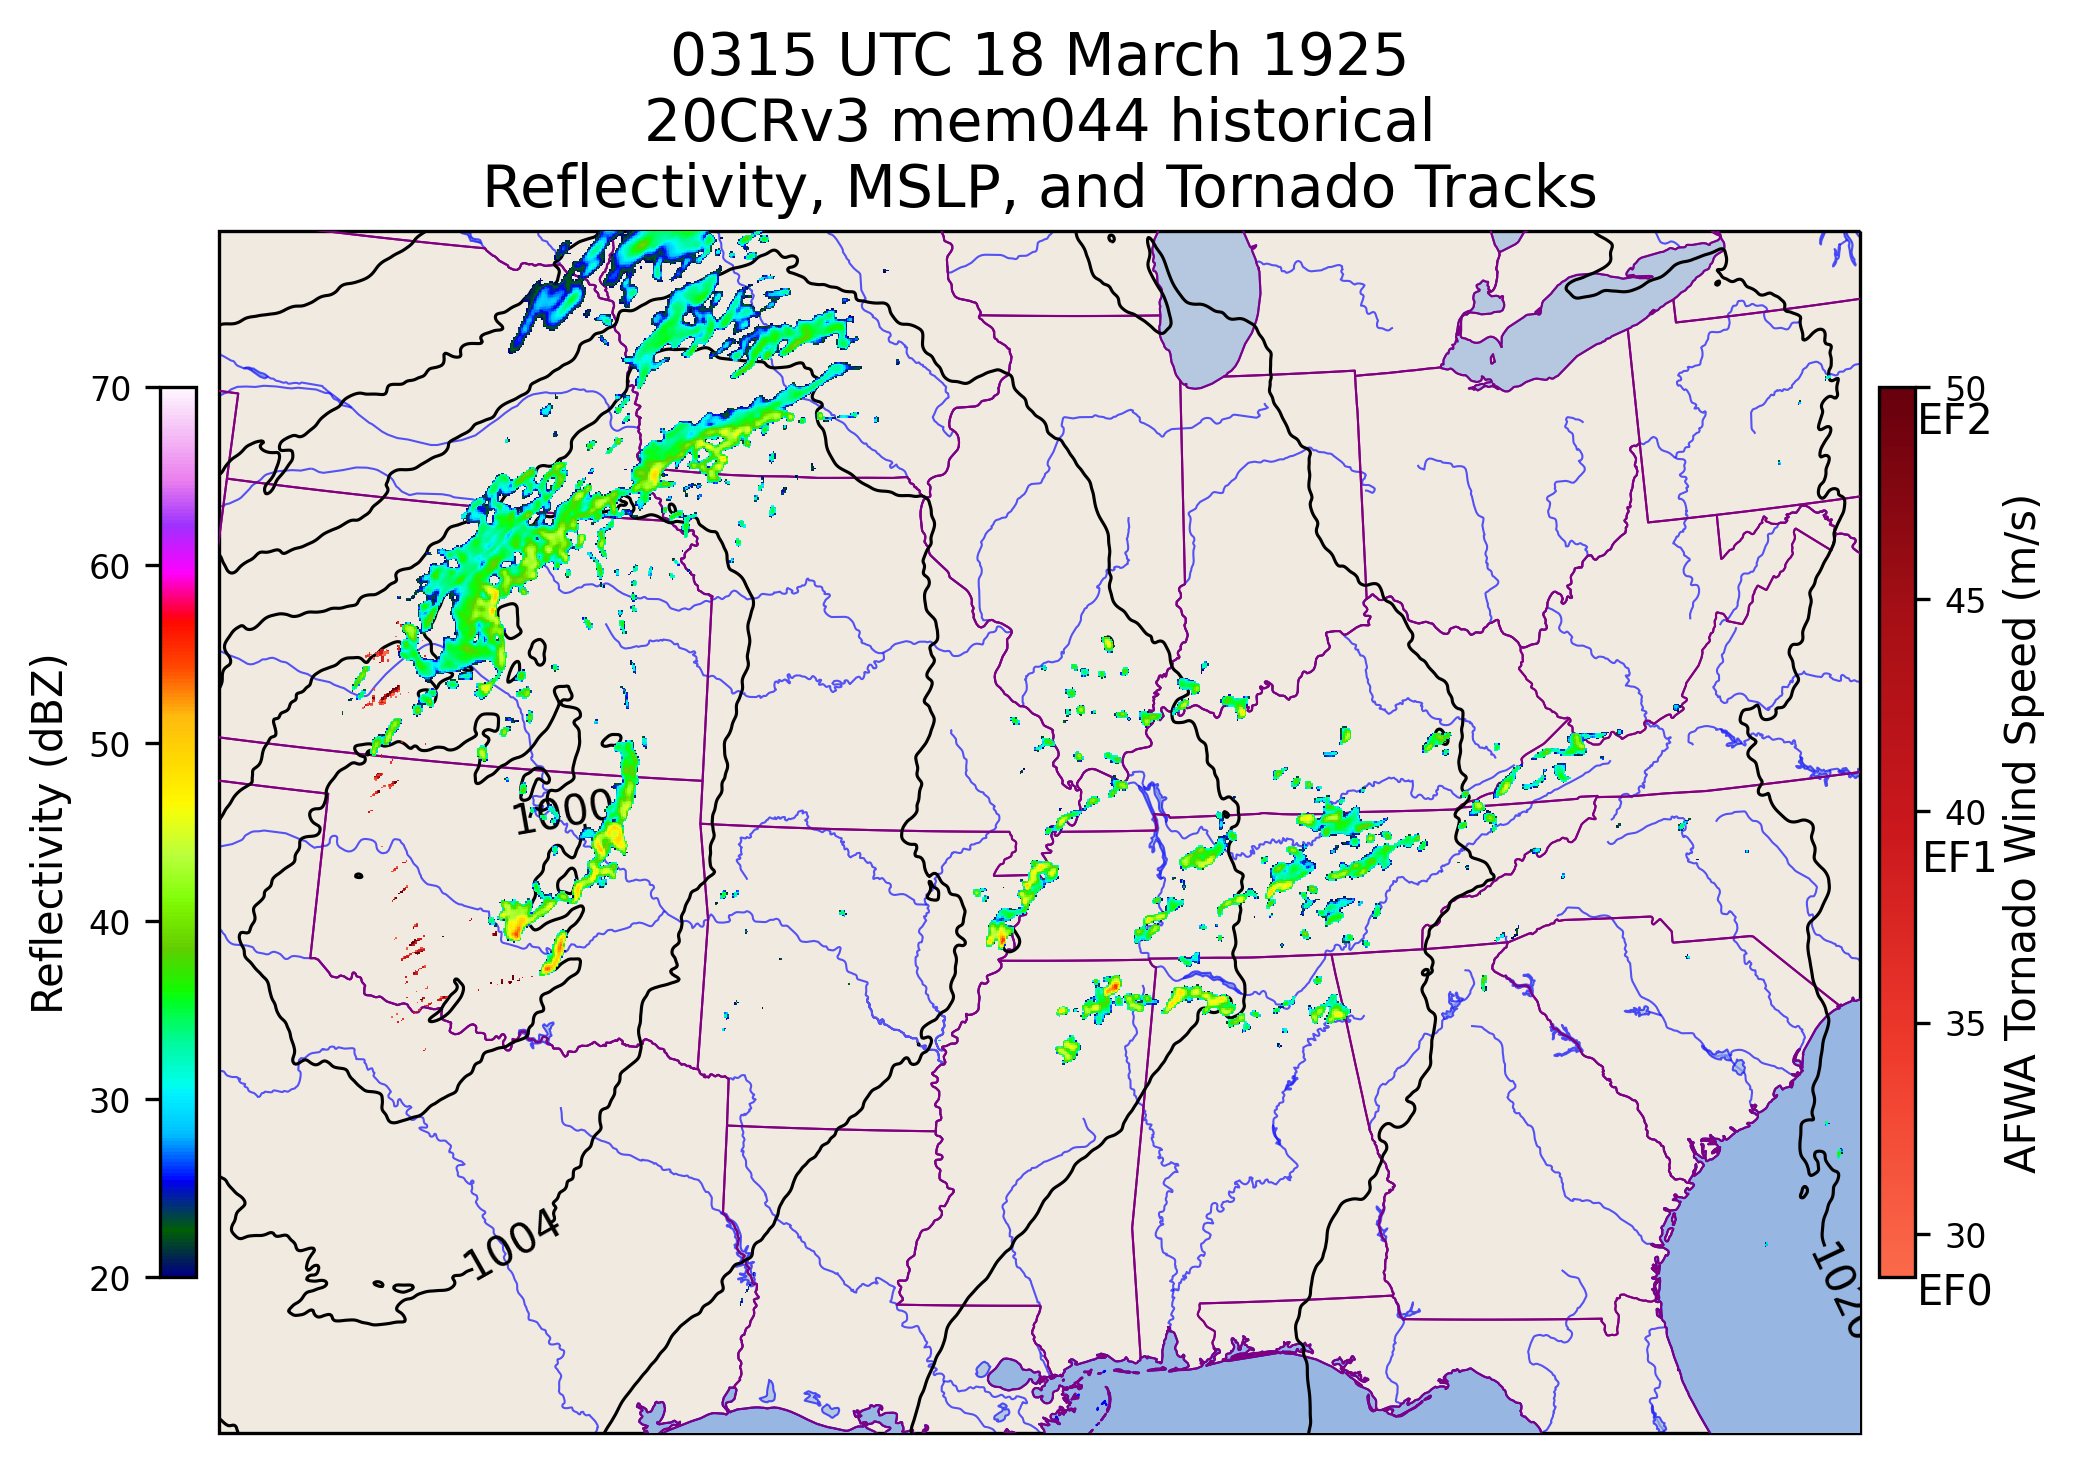 0315 UTC 18 March 1925
20CRv3 mem044 historical
Reflectivity, MSLP, and Tornado Tracks
Reflectivity (dBZ)
70
60
50
40
30
20
1000
1004
1020
50
EF2
45
40
EF1
35
30
EF0
AFWA Tornado Wind Speed (m/s)